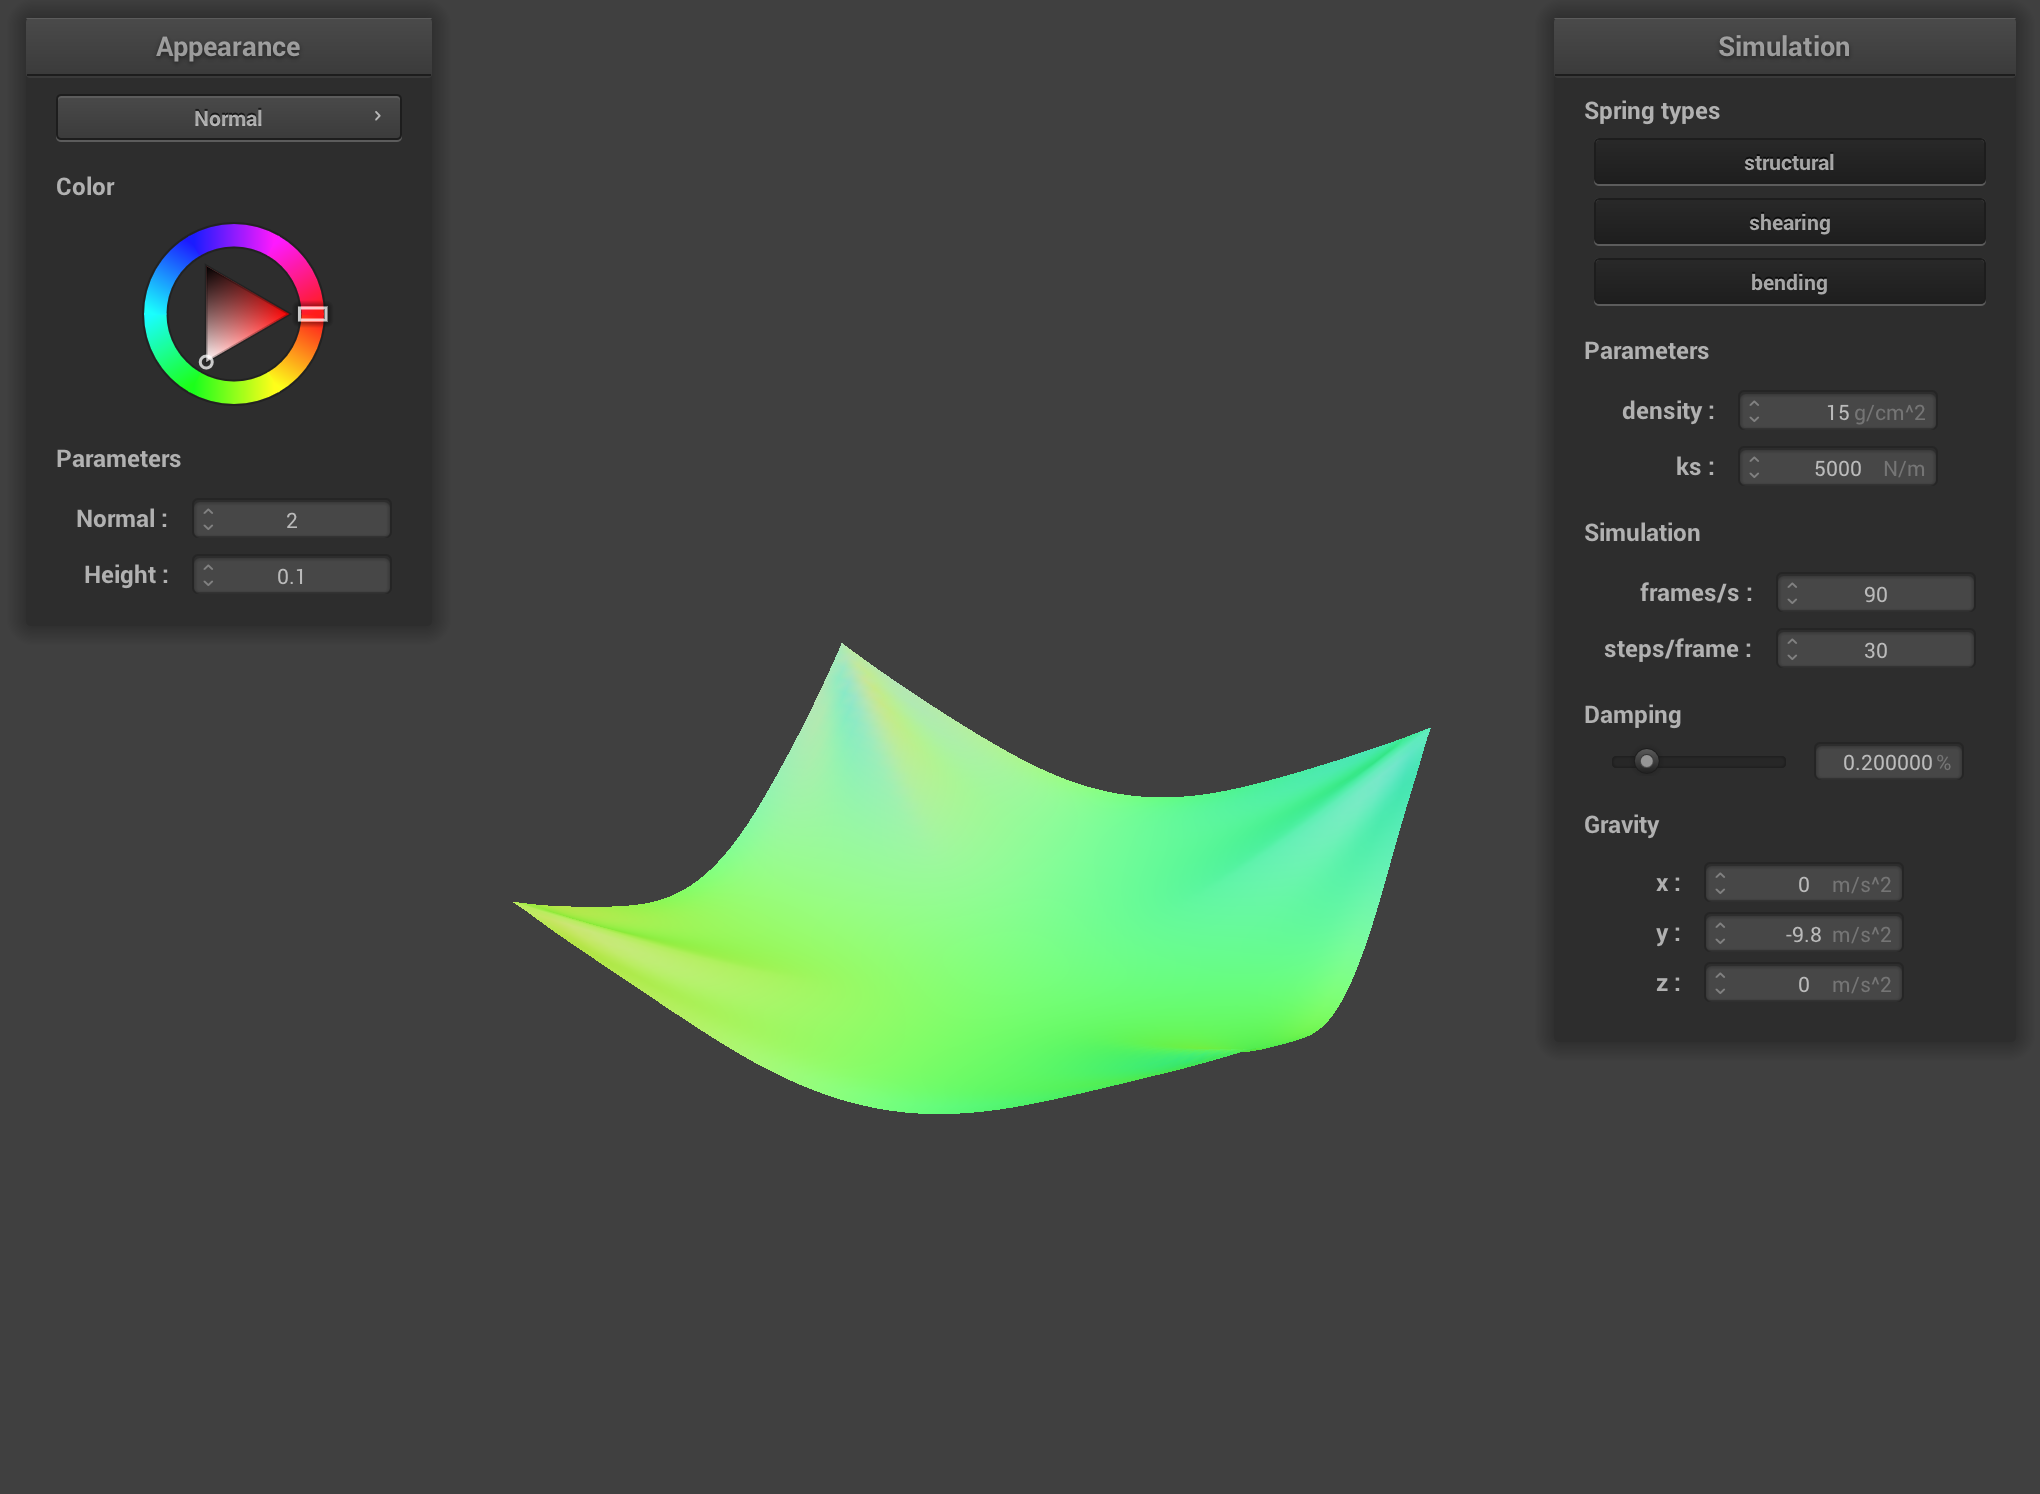 Appearance
Normal
Color
Parameters
Normal : 2
Height : 0.1
Simulation
Spring types
structural
shearing
bending
Parameters
density : 15 g/cm^2
ks : 5000 N/m
Simulation
frames/s : 90
steps/frame : 30
Damping
0.200000 %
Gravity
x : 0 m/s^2
y : -9.8 m/s^2
z : 0 m/s^2